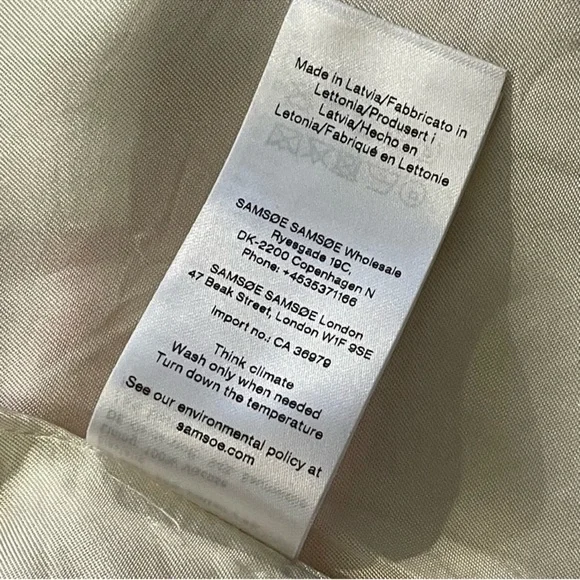 Made in Latvia/Fabbricato in
Lettonia/Produsert i
Latvia/Hecho en
Letonia/Fabriqué en Lettonie
SAMSØE SAMSØE Wholesale
Ryesgade 19C,
DK-2200 Copenhagen N
Phone: +4535371166
SAMSØE SAMSØE London
47 Beak Street, London W1F 9SE
Import no.: CA 36979
Think climate
Wash only when needed
Turn down the temperature
See our environmental policy at
samsoe.com